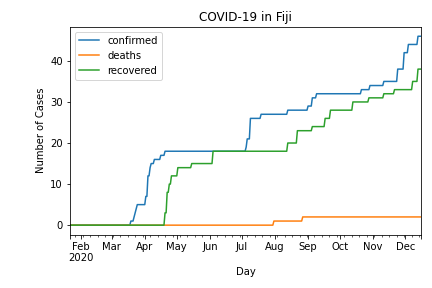 COVID-19 in Fiji
confirmed
deaths
recovered
Number of Cases
40
30
20
10
0
Feb Mar Apr May Jun Jul Aug Sep Oct Nov Dec
2020
Day